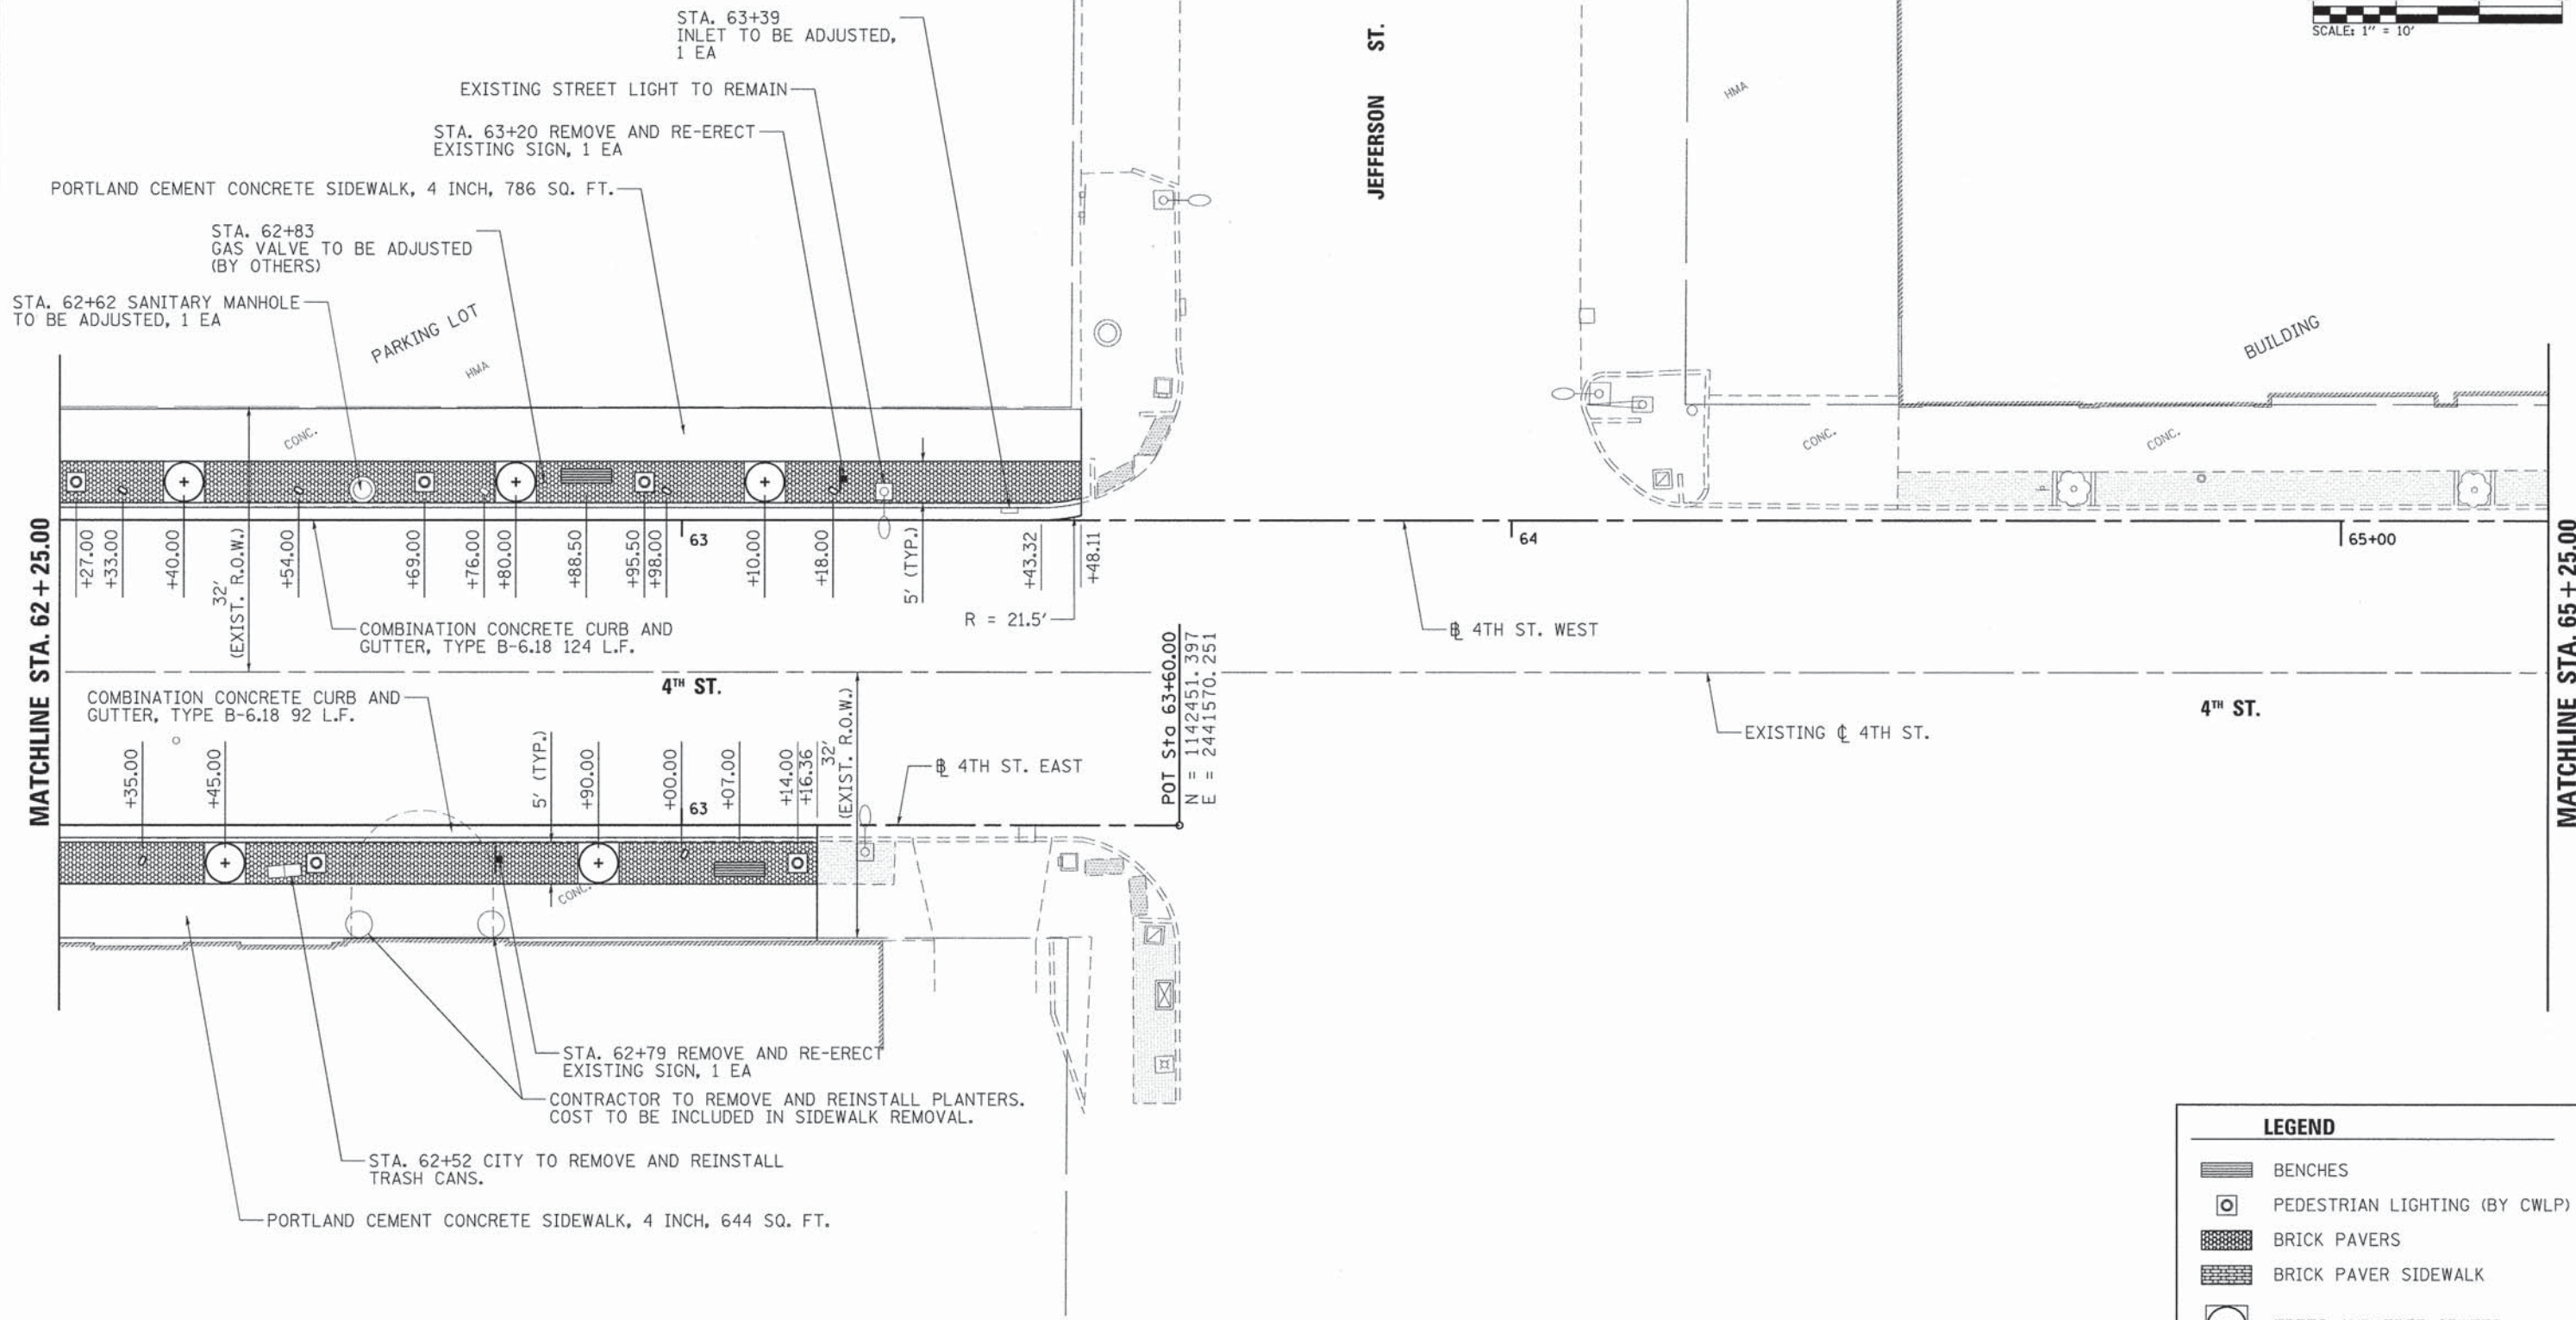 STA. 63+39
INLET TO BE ADJUSTED,
1 EA
EXISTING STREET LIGHT TO REMAIN
STA. 63+20 REMOVE AND RE-ERECT
EXISTING SIGN, 1 EA
PORTLAND CEMENT CONCRETE SIDEWALK, 4 INCH, 786 SQ. FT.
STA. 62+83
GAS VALVE TO BE ADJUSTED
(BY OTHERS)
STA. 62+62 SANITARY MANHOLE
TO BE ADJUSTED, 1 EA
PARKING LOT
HMA
CONC.
JEFFERSON ST.
HMA
SCALE: 1" = 10'
BUILDING
CONC.
CONC.
MATCHLINE STA. 62+25.00
+27.00
+33.00
+40.00
32'
(EXIST. R.O.W.)
+54.00
+69.00
+76.00
+80.00
+88.50
+95.50
+98.00
63
+10.00
+18.00
5' (TYP.)
+43.32
+48.11
R = 21.5'
64
65+00
COMBINATION CONCRETE CURB AND
GUTTER, TYPE B-6.18 124 L.F.
℄ 4TH ST. WEST
4TH ST.
COMBINATION CONCRETE CURB AND
GUTTER, TYPE B-6.18 92 L.F.
POT Sta 63+60.00
N = 1142451.397
E = 2441570.251
EXISTING ℄ 4TH ST.
4TH ST.
MATCHLINE STA. 65+25.00
+35.00
+45.00
5' (TYP.)
+90.00
+00.00
63
+07.00
+14.00
+16.36
32'
(EXIST. R.O.W.)
℄ 4TH ST. EAST
CONC.
STA. 62+79 REMOVE AND RE-ERECT
EXISTING SIGN, 1 EA
CONTRACTOR TO REMOVE AND REINSTALL PLANTERS.
COST TO BE INCLUDED IN SIDEWALK REMOVAL.
STA. 62+52 CITY TO REMOVE AND REINSTALL
TRASH CANS.
PORTLAND CEMENT CONCRETE SIDEWALK, 4 INCH, 644 SQ. FT.
LEGEND
BENCHES
PEDESTRIAN LIGHTING (BY CWLP)
BRICK PAVERS
BRICK PAVER SIDEWALK